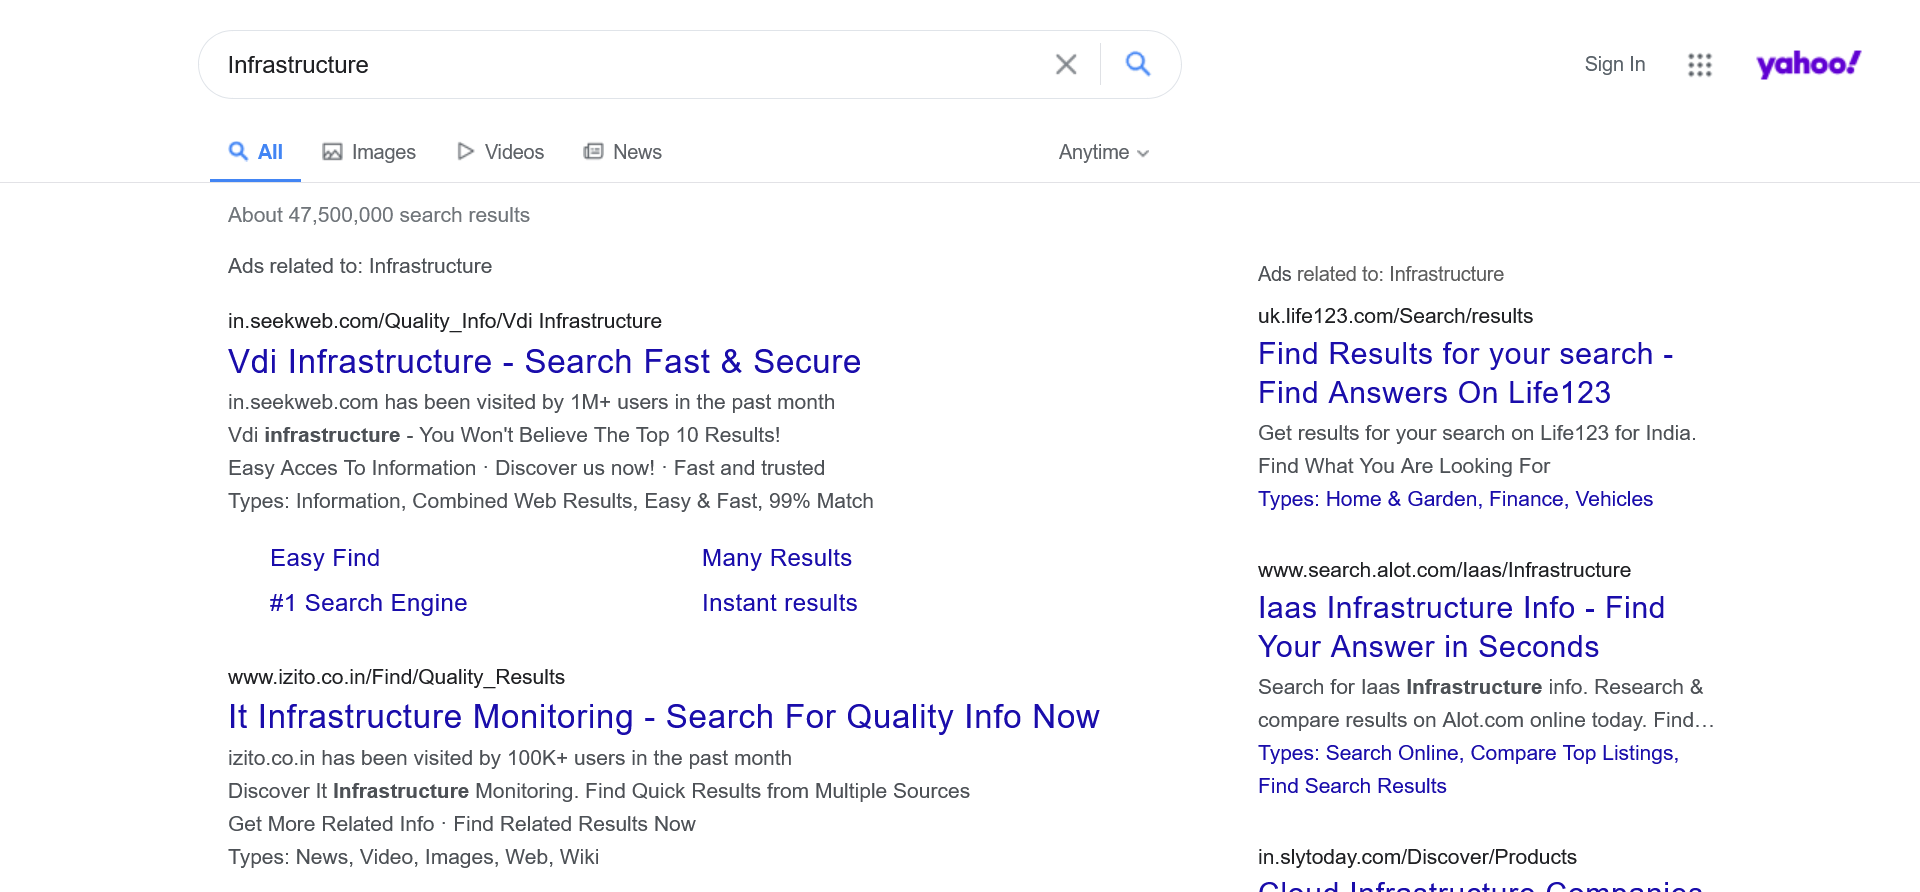 Infrastructure
Sign In
yahoo!
All
Images
Videos
News
Anytime
About 47,500,000 search results
Ads related to: Infrastructure
in.seekweb.com/Quality_Info/Vdi Infrastructure
Vdi Infrastructure - Search Fast & Secure
in.seekweb.com has been visited by 1M+ users in the past month
Vdi infrastructure - You Won't Believe The Top 10 Results!
Easy Acces To Information · Discover us now! · Fast and trusted
Types: Information, Combined Web Results, Easy & Fast, 99% Match
Easy Find
Many Results
#1 Search Engine
Instant results
www.izito.co.in/Find/Quality_Results
It Infrastructure Monitoring - Search For Quality Info Now
izito.co.in has been visited by 100K+ users in the past month
Discover It Infrastructure Monitoring. Find Quick Results from Multiple Sources
Get More Related Info · Find Related Results Now
Types: News, Video, Images, Web, Wiki
Ads related to: Infrastructure
uk.life123.com/Search/results
Find Results for your search -
Find Answers On Life123
Get results for your search on Life123 for India.
Find What You Are Looking For
Types: Home & Garden, Finance, Vehicles
www.search.alot.com/Iaas/Infrastructure
Iaas Infrastructure Info - Find
Your Answer in Seconds
Search for Iaas Infrastructure info. Research &
compare results on Alot.com online today. Find...
Types: Search Online, Compare Top Listings,
Find Search Results
in.slytoday.com/Discover/Products
Cloud Infrastructure Companies